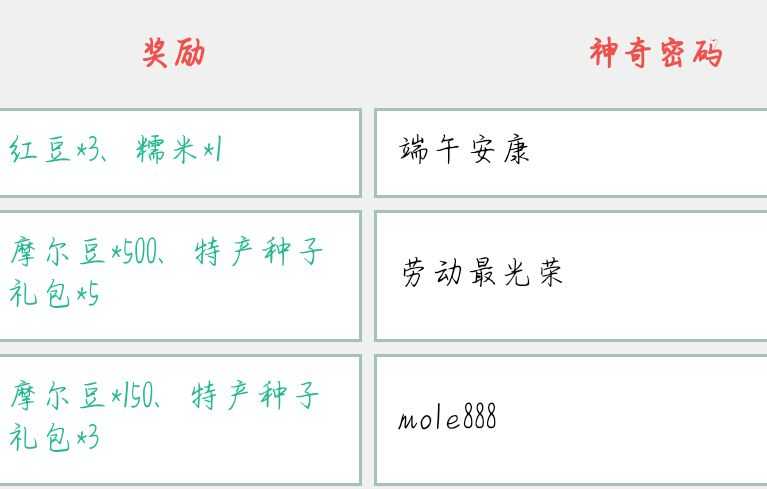 奖励
神奇密码
红豆*3、糯米*1
端午安康
摩尔豆*500、特产种子
礼包*5
劳动最光荣
摩尔豆*150、特产种子
礼包*3
mole888